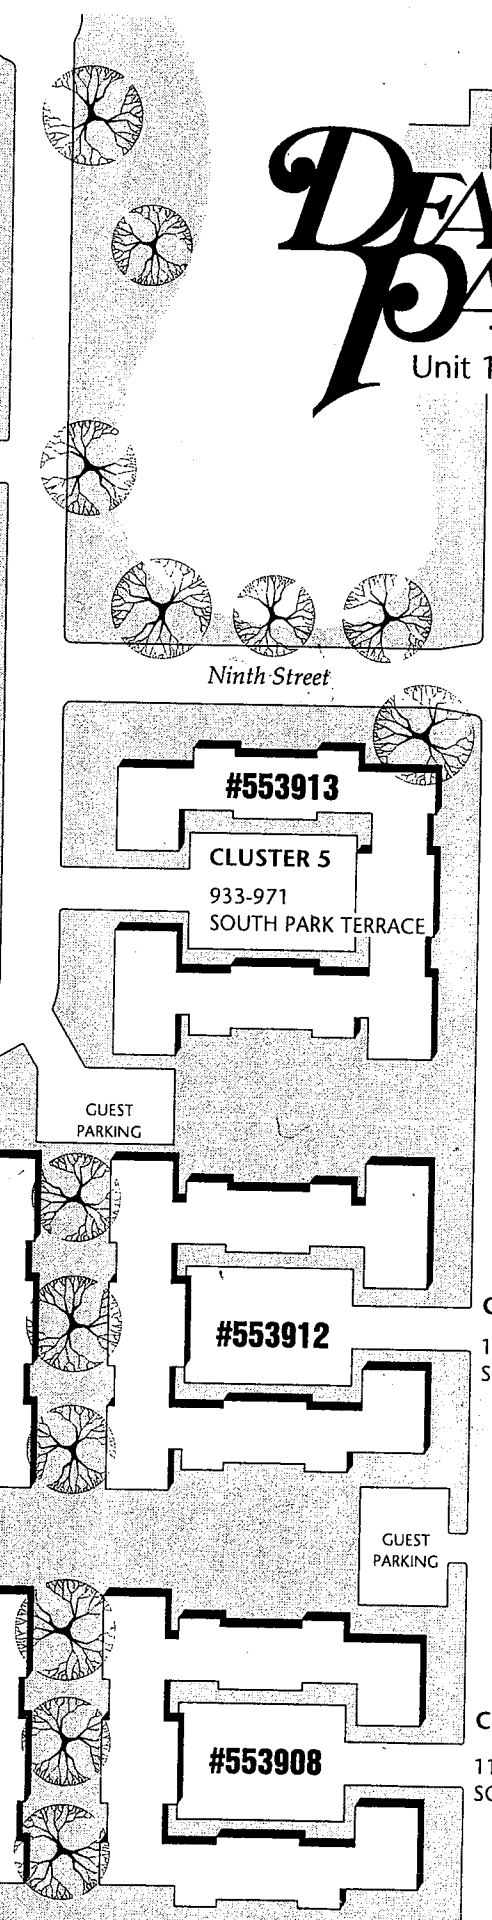 Unit 1
Ninth Street
#553913
CLUSTER 5
933-971
SOUTH PARK TERRACE
GUEST
PARKING
#553912
GUEST
PARKING
#553908